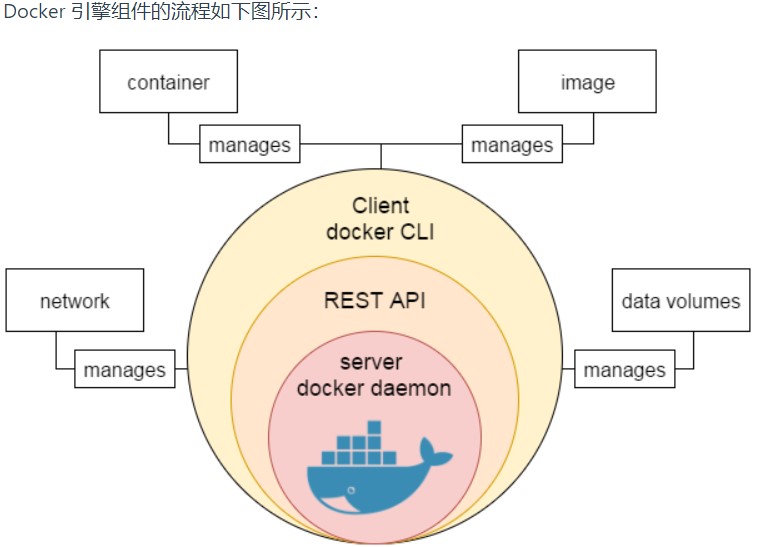 Docker 引擎组件的流程如下图所示：
container
image
manages
manages
Client
docker CLI
network
REST API
data volumes
server
docker daemon
manages
manages